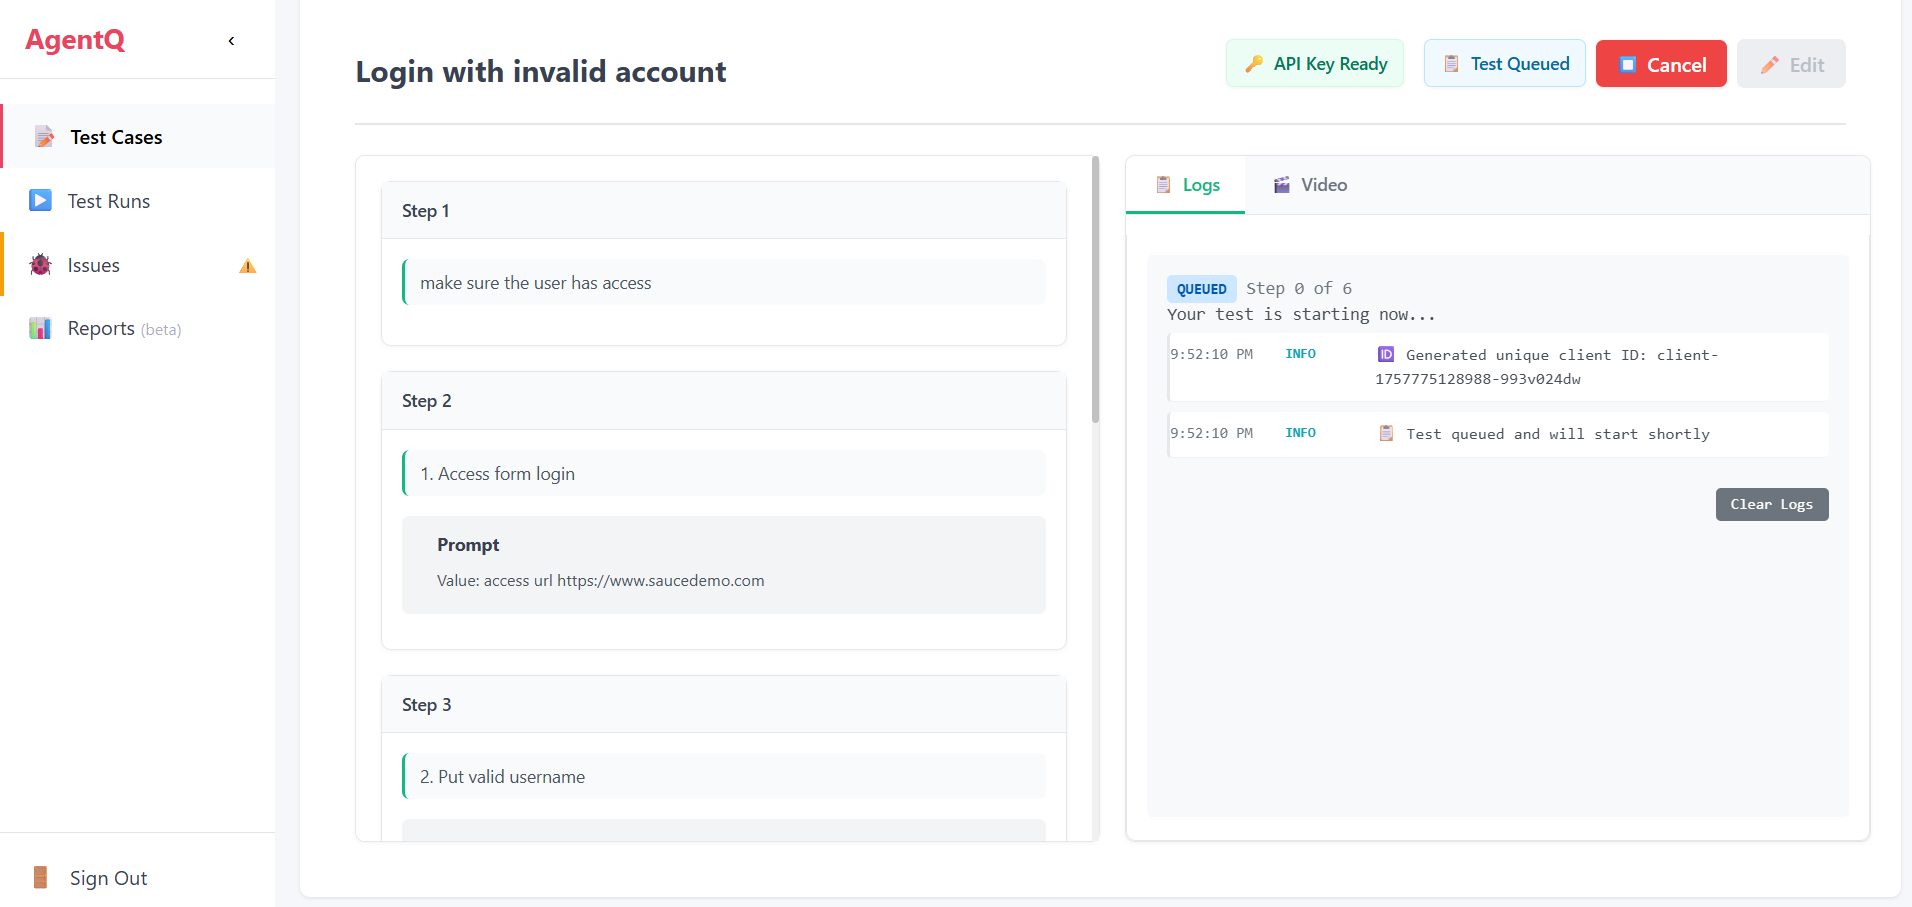 AgentQ
‹
Test Cases
Test Runs
Issues
Reports (beta)
Sign Out
Login with invalid account
API Key Ready
Test Queued
Cancel
Edit
Step 1
make sure the user has access
Step 2
1. Access form login
Prompt
Value: access url https://www.saucedemo.com
Step 3
2. Put valid username
Logs
Video
QUEUED Step 0 of 6
Your test is starting now...
9:52:10 PM INFO 🆔 Generated unique client ID: client-
1757775128988-993v024dw
9:52:10 PM INFO 📋 Test queued and will start shortly
Clear Logs